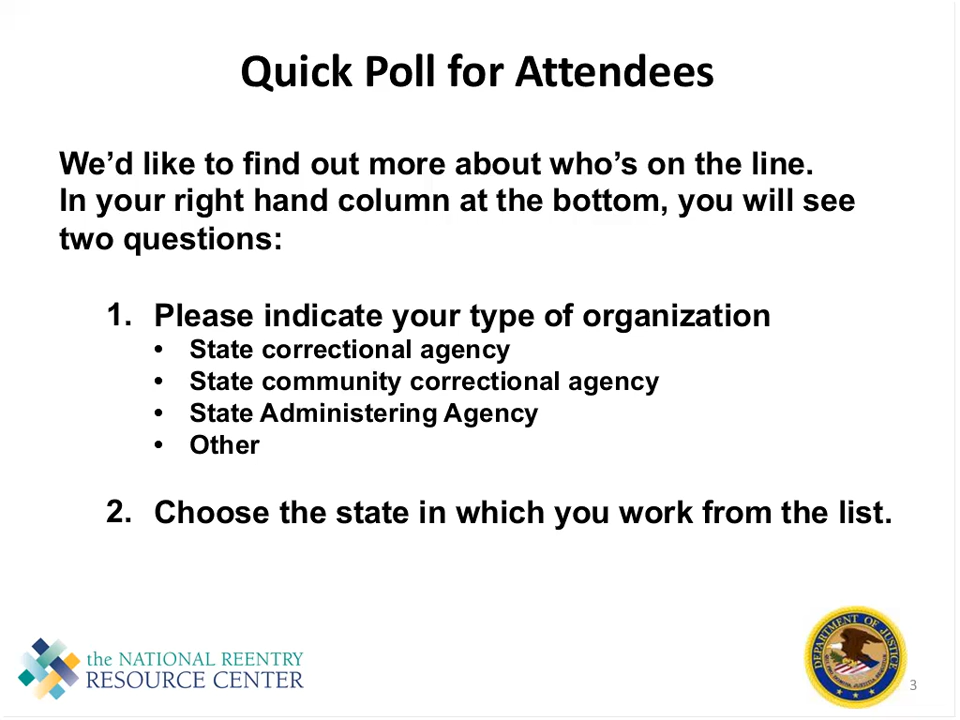 Quick Poll for Attendees
We’d like to find out more about who’s on the line.
In your right hand column at the bottom, you will see
two questions:
1. Please indicate your type of organization
• State correctional agency
• State community correctional agency
• State Administering Agency
• Other
2. Choose the state in which you work from the list.
the NATIONAL REENTRY
RESOURCE CENTER
DEPARTMENT OF JUSTICE
3